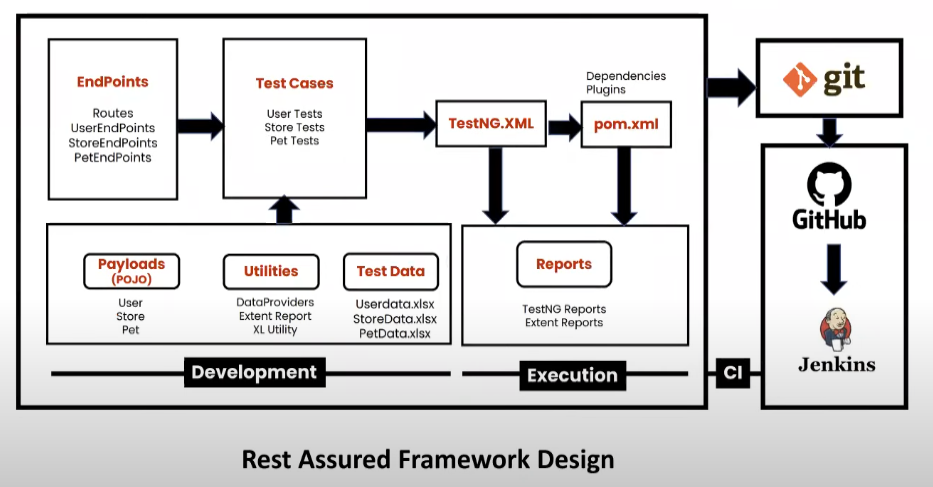 EndPoints
Routes
UserEndPoints
StoreEndPoints
PetEndPoints
Test Cases
User Tests
Store Tests
Pet Tests
TestNG.XML
Dependencies
Plugins
pom.xml
git
GitHub
Jenkins
Payloads
(POJO)
User
Store
Pet
Utilities
DataProviders
Extent Report
XL Utility
Test Data
Userdata.xlsx
StoreData.xlsx
PetData.xlsx
Reports
TestNG Reports
Extent Reports
Development
Execution
CI
Rest Assured Framework Design